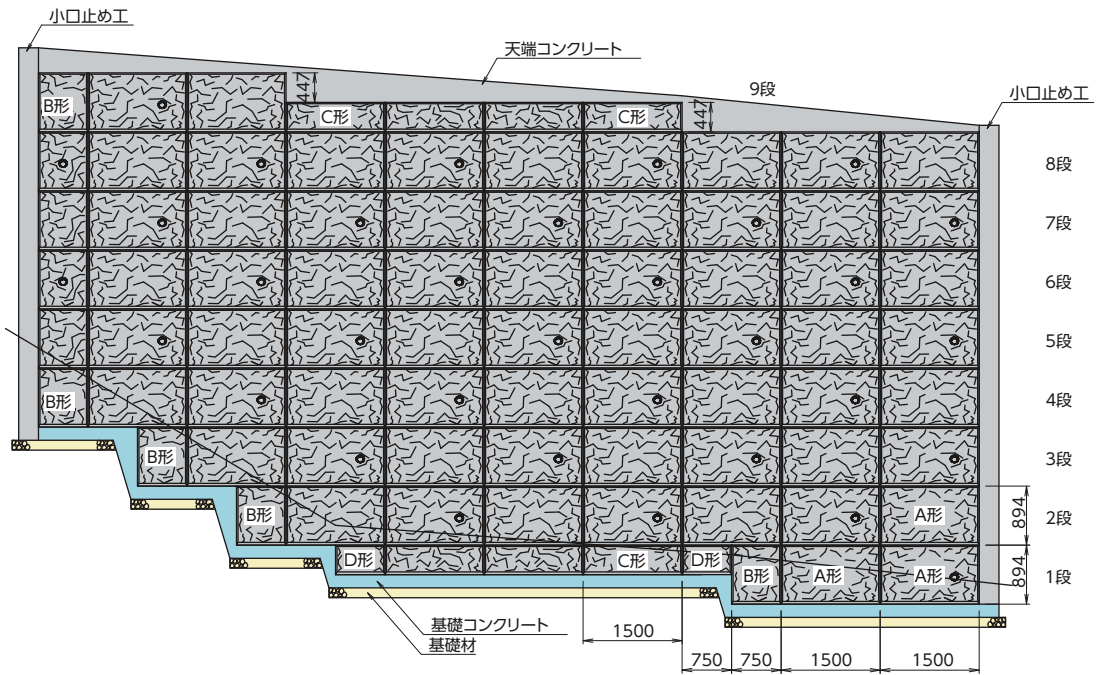 小口止め工
天端コンクリート
9段
小口止め工
447
447
B形
C形
C形
8段
7段
6段
5段
B形
4段
B形
3段
B形
A形
894
2段
D形
C形
D形
B形
A形
A形
894
1段
基礎コンクリート
基礎材
1500
750
750
1500
1500